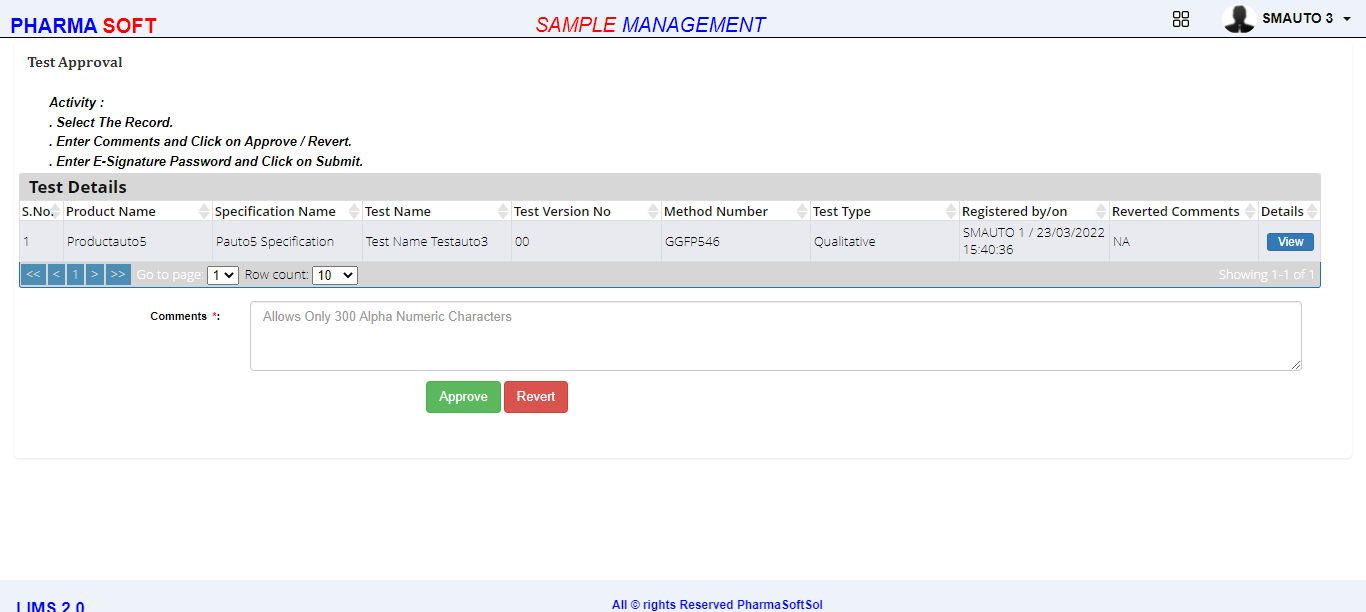 PHARMA SOFT
SAMPLE MANAGEMENT
SMAUTO 3
Test Approval
Activity :
. Select The Record.
. Enter Comments and Click on Approve / Revert.
. Enter E-Signature Password and Click on Submit.
Test Details
S.No. Product Name Specification Name Test Name Test Version No Method Number Test Type Registered by/on Reverted Comments Details
1 Productauto5 Pauto5 Specification Test Name Testauto3 00 GGFP546 Qualitative SMAUTO 1 / 23/03/2022 NA View
15:40:36
<< < 1 > >> Go to page: 1 Row count: 10 Showing 1-1 of 1
Comments *:
Allows Only 300 Alpha Numeric Characters
Approve Revert
LIMS 2.0
All © rights Reserved PharmaSoftSol